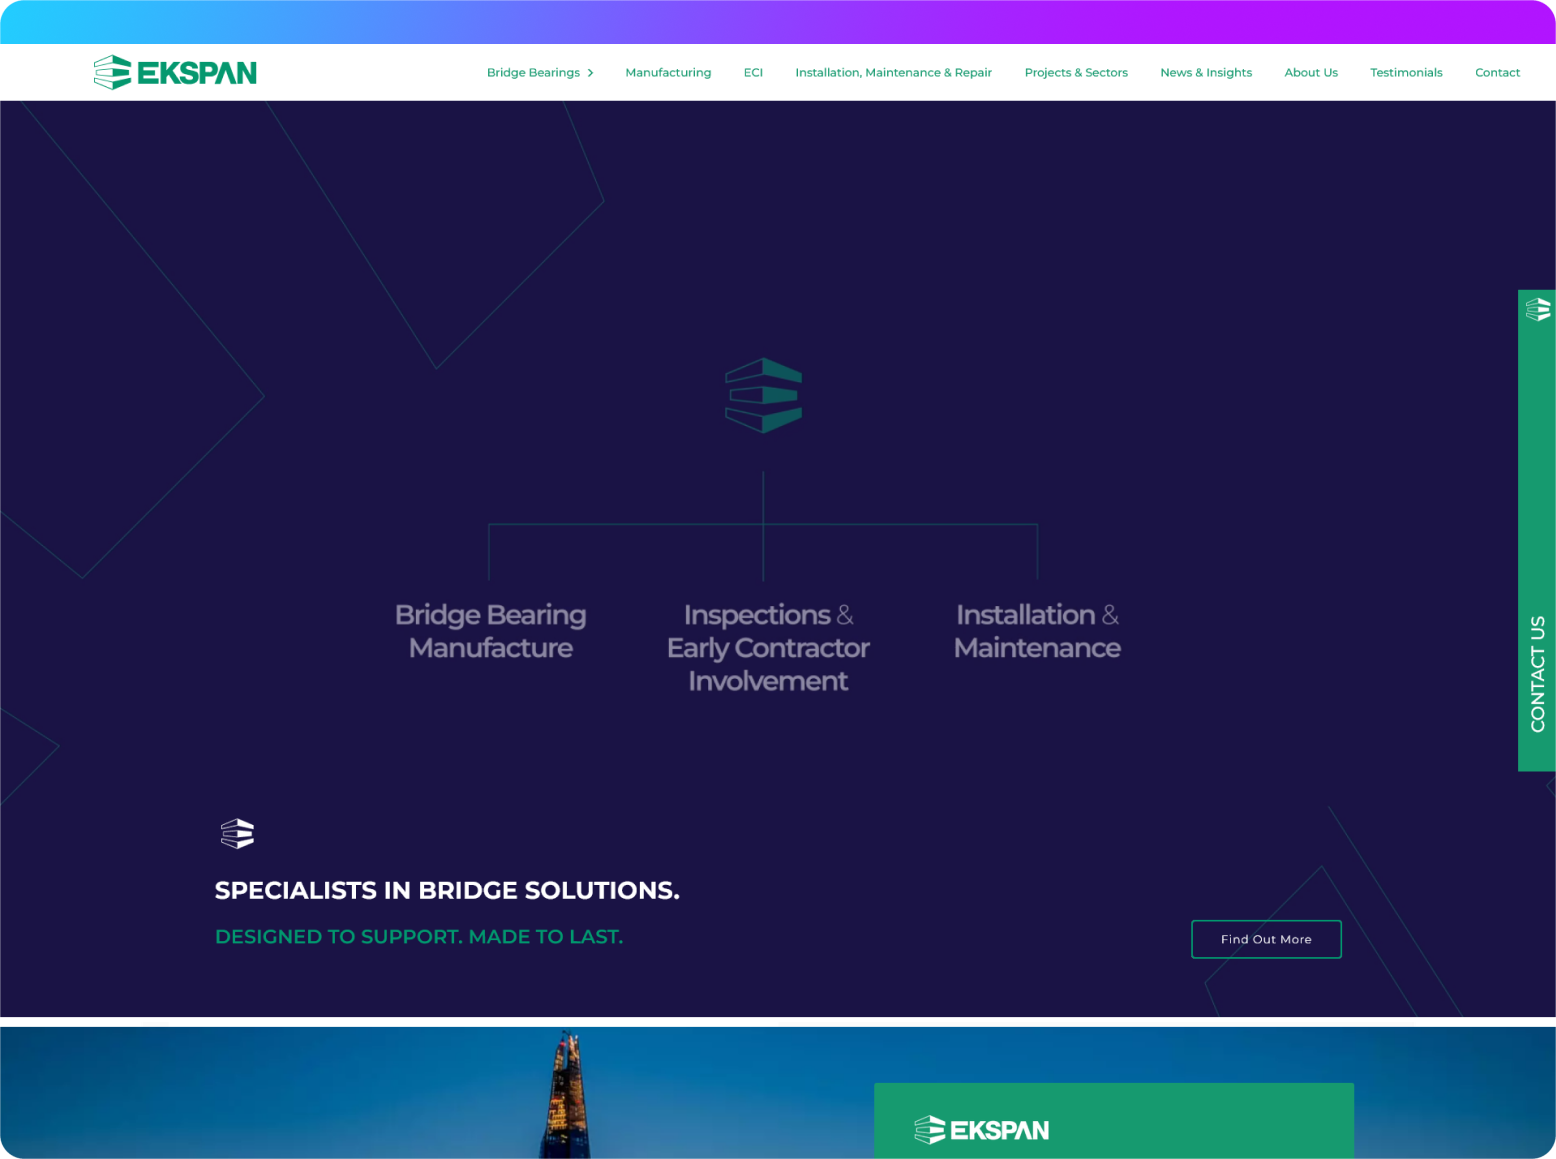 EKSPAN
Bridge Bearings
Manufacturing
ECI
Installation, Maintenance & Repair
Projects & Sectors
News & Insights
About Us
Testimonials
Contact
Bridge Bearing
Manufacture
Inspections &
Early Contractor
Involvement
Installation &
Maintenance
CONTACT US
SPECIALISTS IN BRIDGE SOLUTIONS.
DESIGNED TO SUPPORT. MADE TO LAST.
Find Out More
EKSPAN